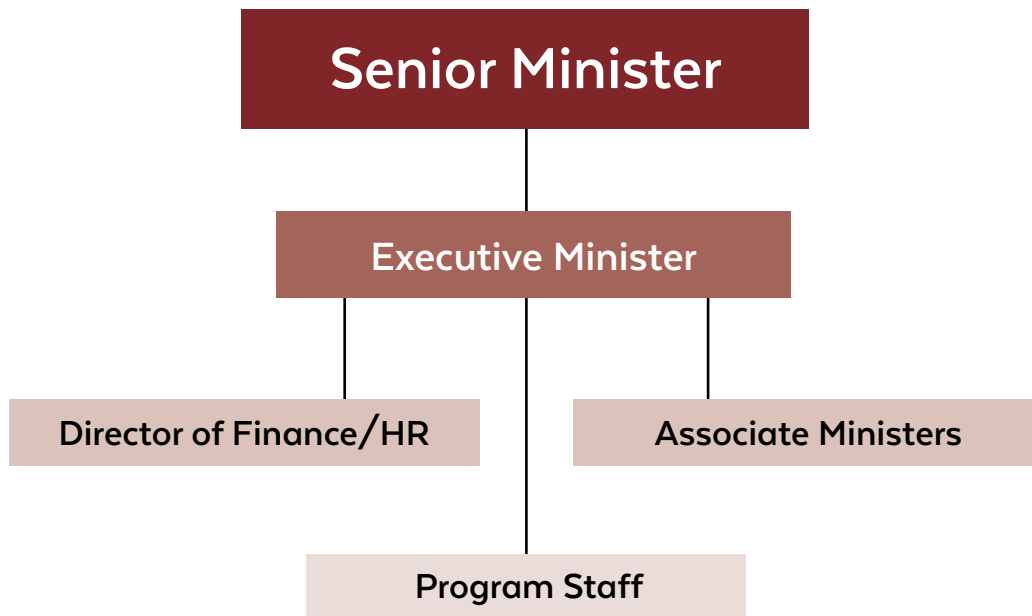 Senior Minister
Executive Minister
Director of Finance/HR
Associate Ministers
Program Staff